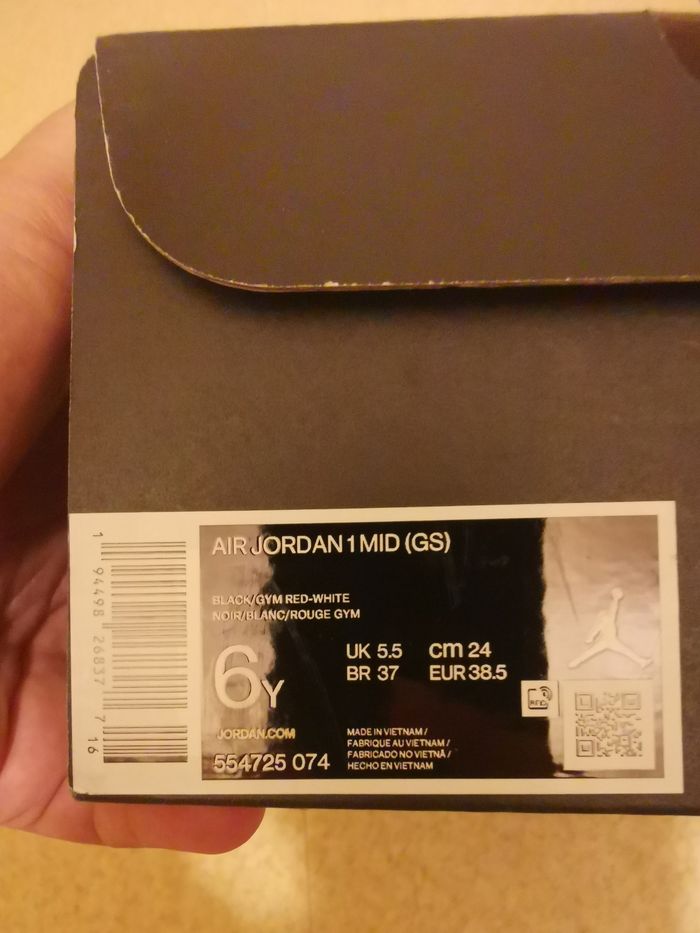 AIR JORDAN 1 MID (GS)
BLACK/GYM RED-WHITE
NOIR/BLANC/ROUGE GYM
6Y
UK 5.5 cm 24
BR 37 EUR 38.5
RFID
JORDAN.COM
554725 074
MADE IN VIETNAM /
FABRIQUE AU VIETNAM /
FABRICADO NO VIETNÃ /
HECHO EN VIETNAM
1 94498 26837 7 16